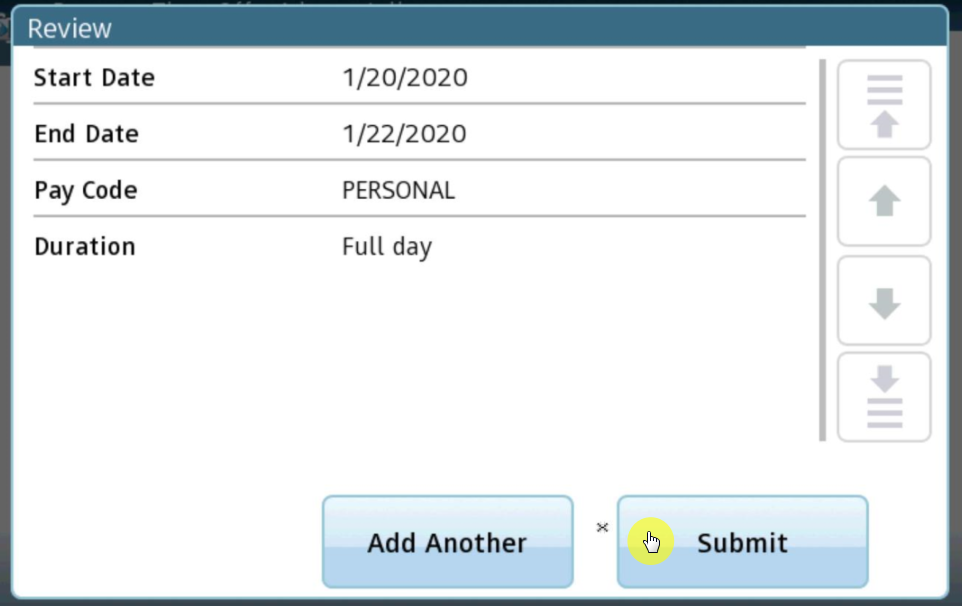 Review
Start Date 1/20/2020
End Date 1/22/2020
Pay Code PERSONAL
Duration Full day
Add Another Submit